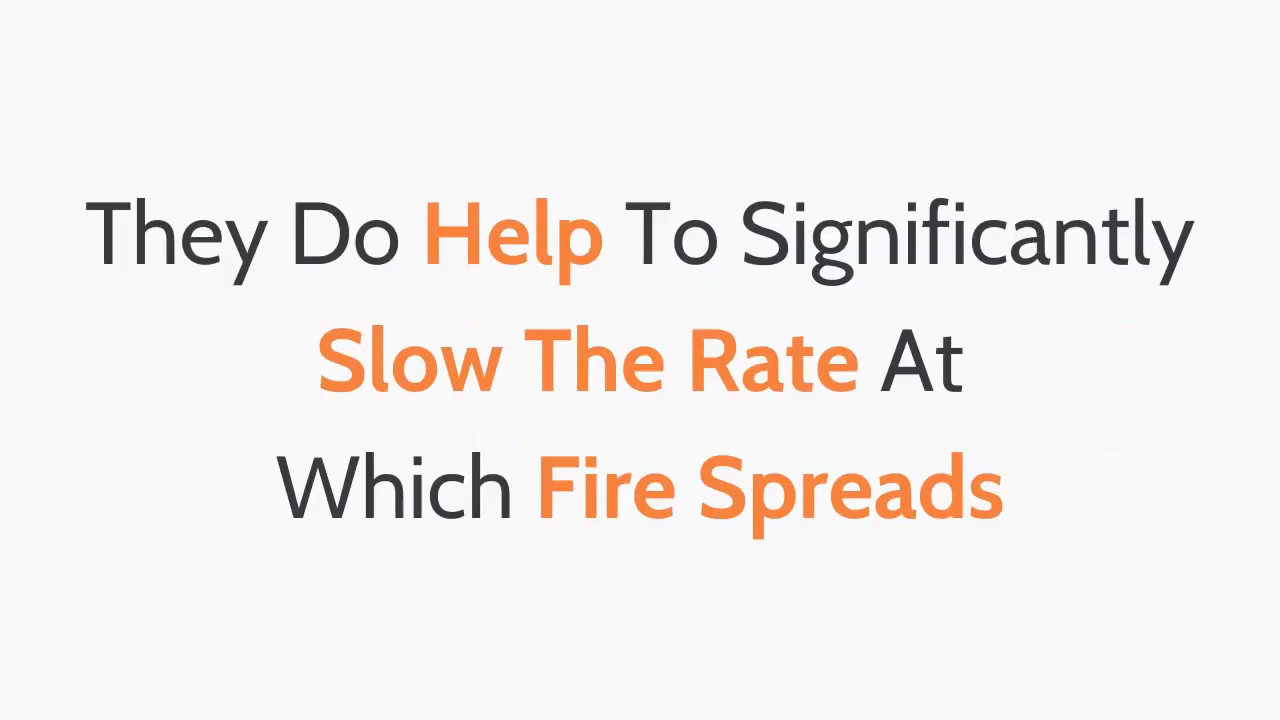 They Do Help To Significantly
Slow The Rate At
Which Fire Spreads